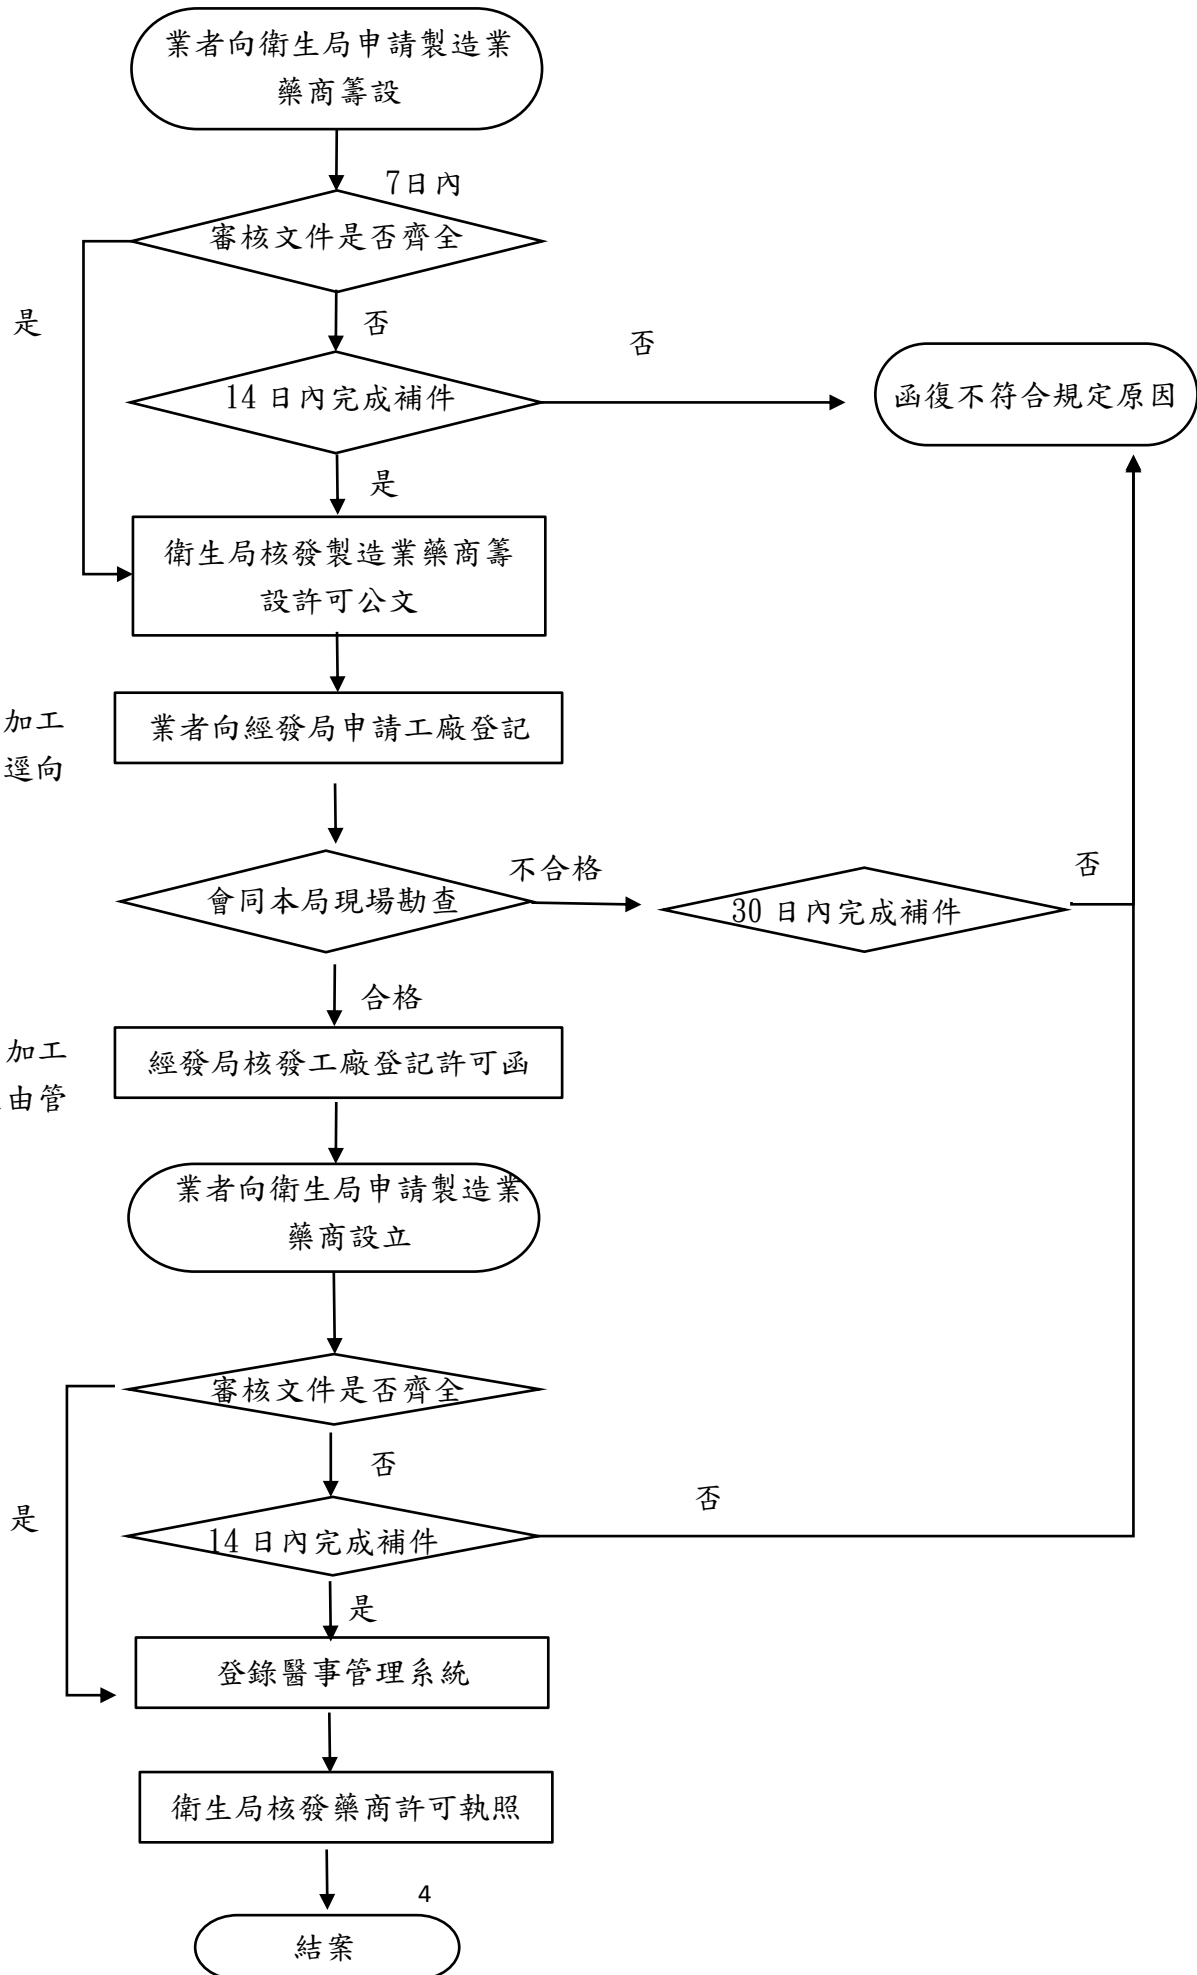 業者向衛生局申請製造業
藥商籌設
7日內
審核文件是否齊全
是
否
否
14 日內完成補件
函復不符合規定原因
是
衛生局核發製造業藥商籌
設許可公文
加工
逕向
業者向經發局申請工廠登記
不合格
否
會同本局現場勘查
30 日內完成補件
合格
加工
由管
經發局核發工廠登記許可函
業者向衛生局申請製造業
藥商設立
審核文件是否齊全
否
否
是
14 日內完成補件
是
登錄醫事管理系統
衛生局核發藥商許可執照
4
結案